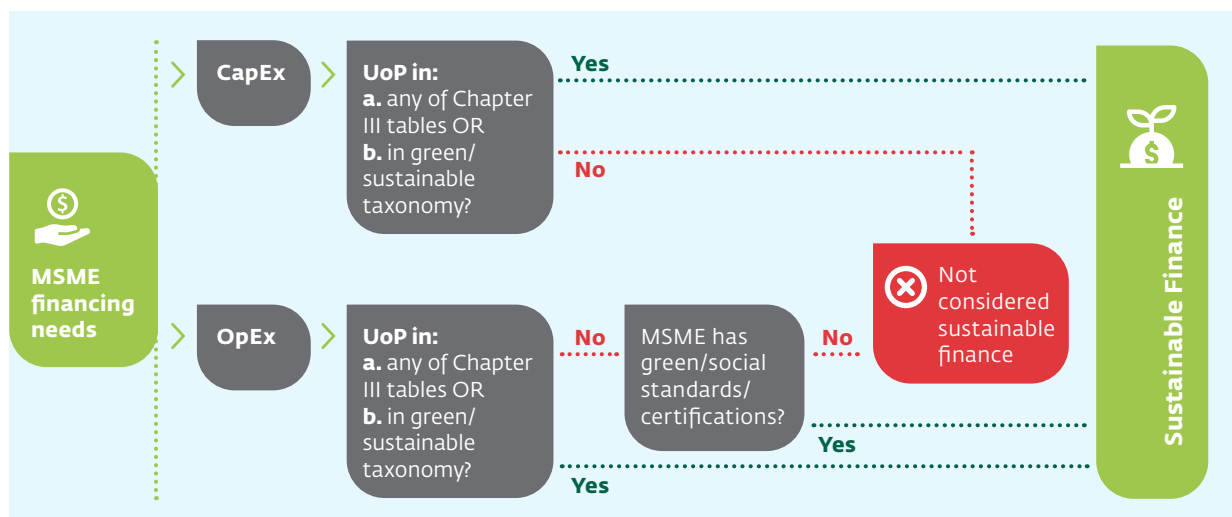 MSME
financing
needs
CapEx
UoP in:
a. any of Chapter
III tables OR
b. in green/
sustainable
taxonomy?
Yes
No
OpEx
UoP in:
a. any of Chapter
III tables OR
b. in green/
sustainable
taxonomy?
No
Yes
MSME has
green/social
standards/
certifications?
No
Yes
Not
considered
sustainable
finance
$
$
Sustainable Finance